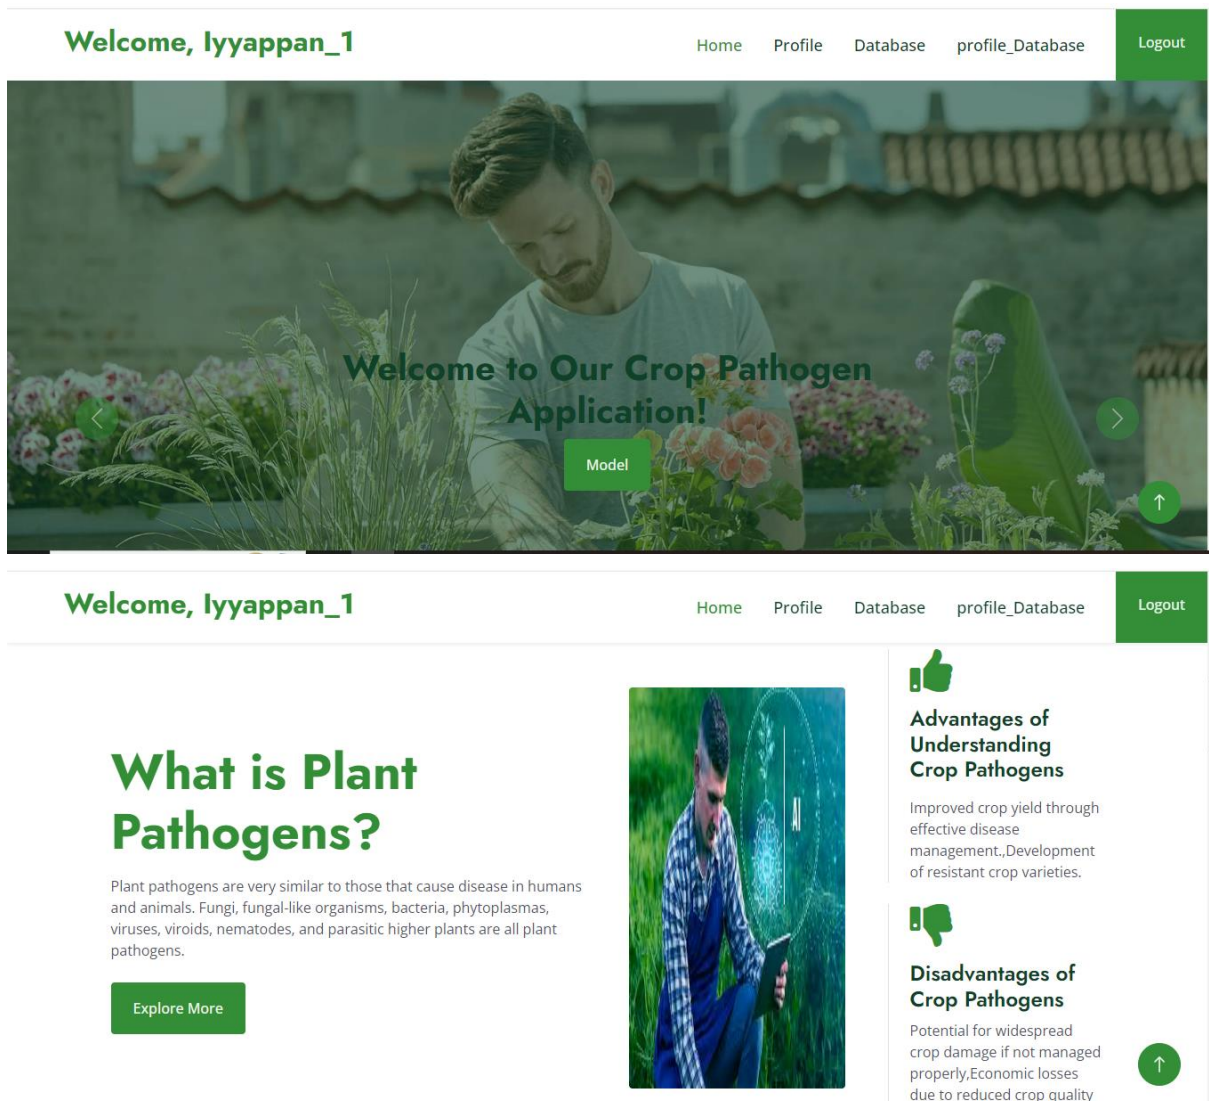 Welcome, Iyyappan_1
Home Profile Database profile_Database Logout
Welcome to Our Crop Pathogen
Application!
Model
Welcome, Iyyappan_1
Home Profile Database profile_Database Logout
What is Plant
Pathogens?
Plant pathogens are very similar to those that cause disease in humans
and animals. Fungi, fungal-like organisms, bacteria, phytoplasmas,
viruses, viroids, nematodes, and parasitic higher plants are all plant
pathogens.
Explore More
AI
Advantages of
Understanding
Crop Pathogens
Improved crop yield through
effective disease
management.,Development
of resistant crop varieties.
Disadvantages of
Crop Pathogens
Potential for widespread
crop damage if not managed
properly,Economic losses
due to reduced crop quality